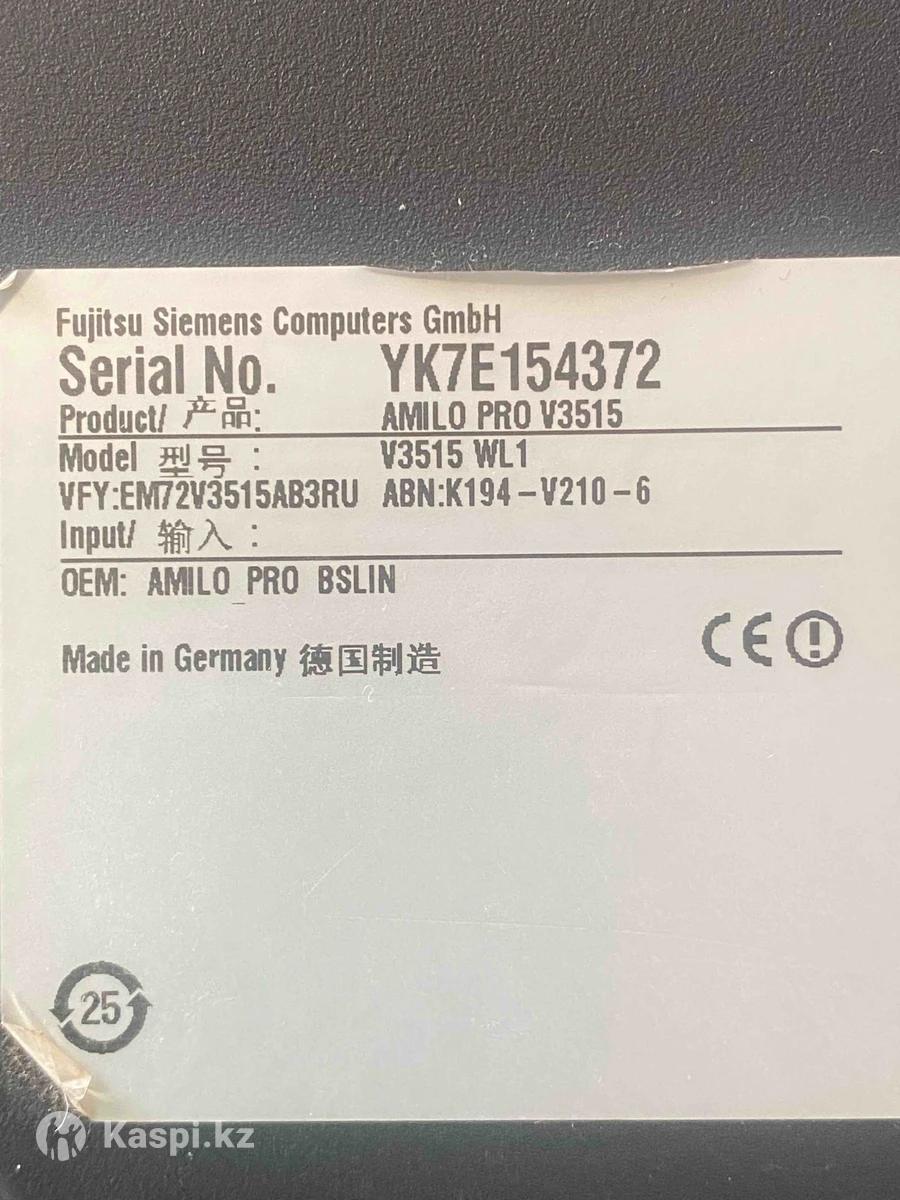 Fujitsu Siemens Computers GmbH
Serial No. YK7E154372
Product/ 产品: AMILO PRO V3515
Model 型号 : V3515 WL1
VFY:EM72V3515AB3RU ABN:K194-V210-6
Input/ 输入 :
OEM: AMILO_PRO BSLIN
Made in Germany 德国制造 CE
25
Kaspi.kz